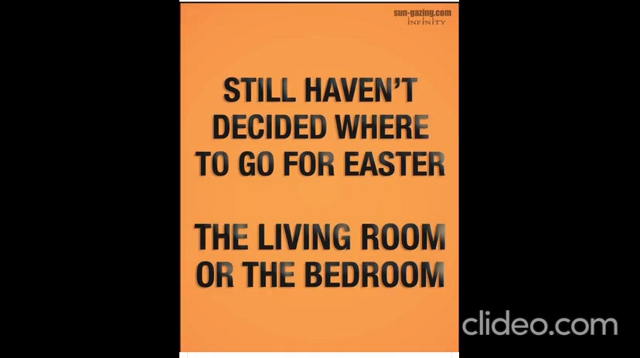 sun-gazing.com
INFINITY
STILL HAVEN'T
DECIDED WHERE
TO GO FOR EASTER
THE LIVING ROOM
OR THE BEDROOM
clideo.com